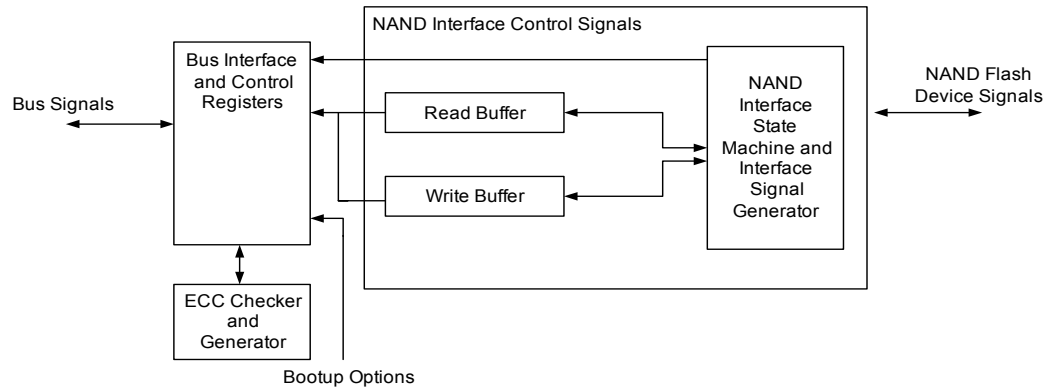 NAND Interface Control Signals
Bus Interface
and Control
Registers
NAND
Interface
State
Machine and
Interface
Signal
Generator
NAND Flash
Device Signals
Bus Signals
Read Buffer
Write Buffer
ECC Checker
and
Generator
Bootup Options